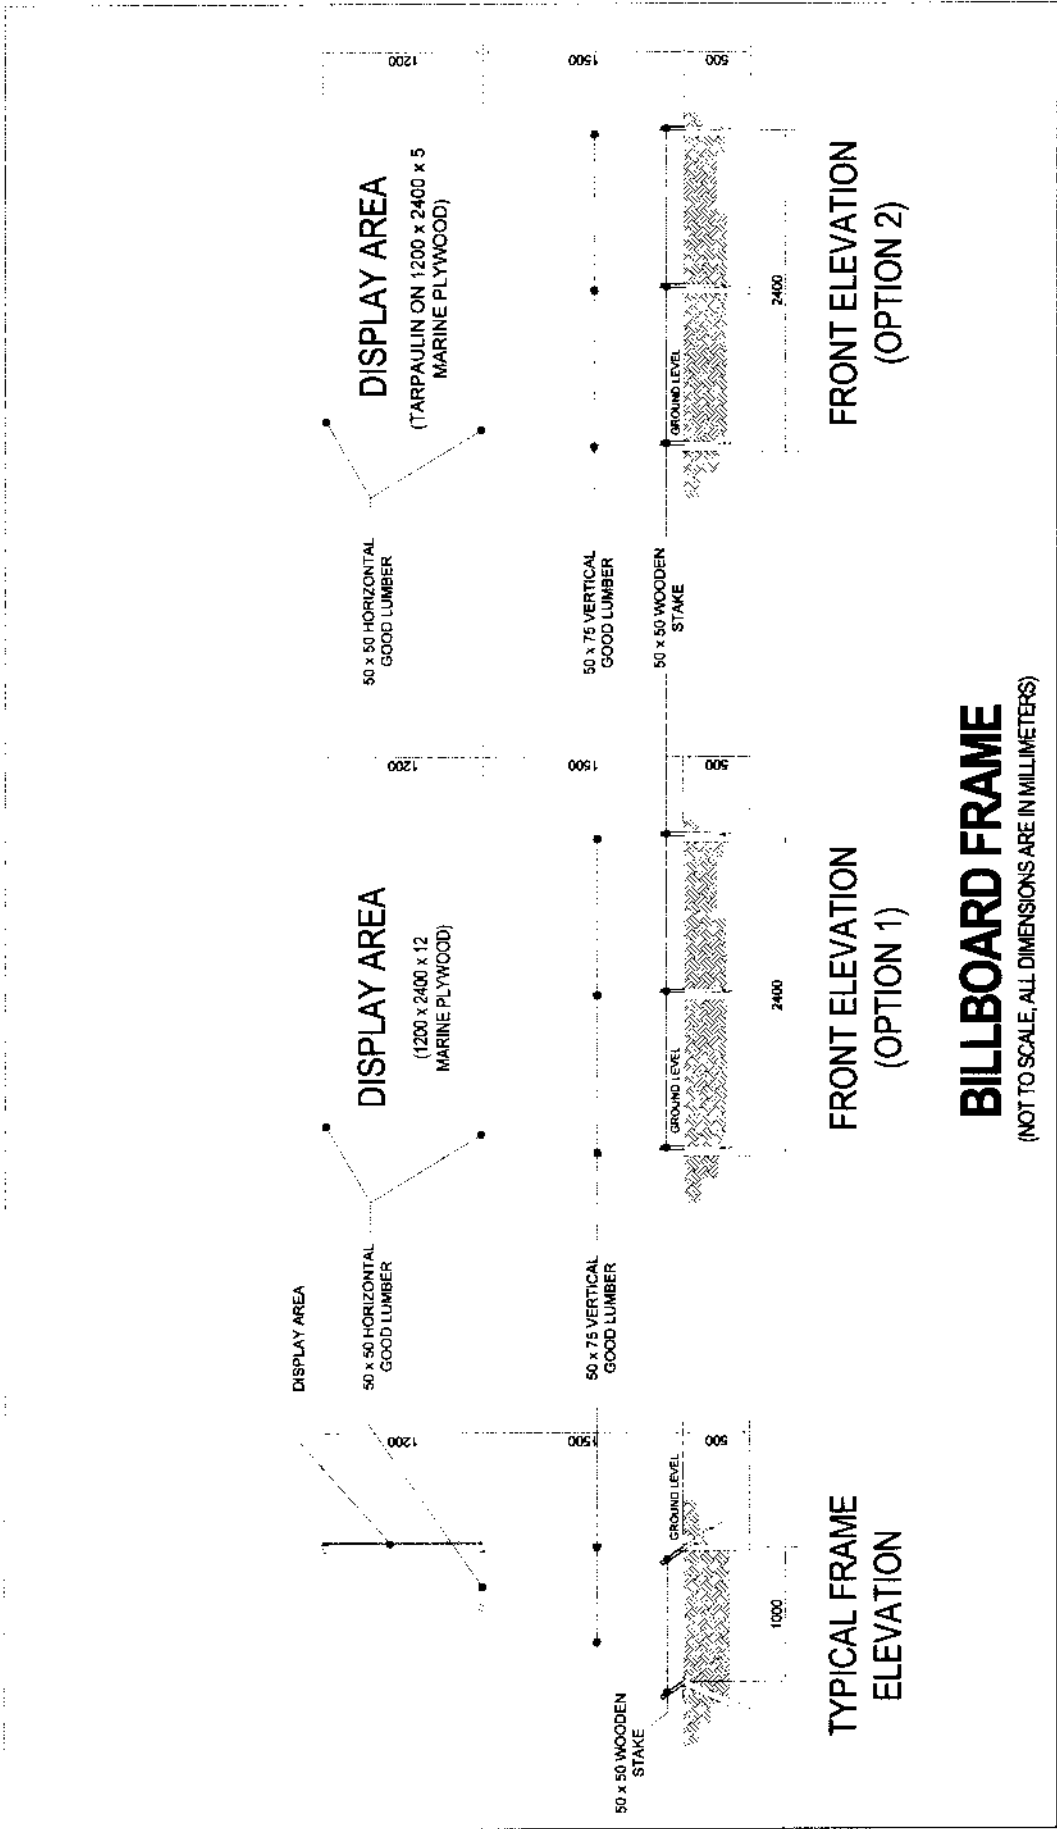 DISPLAY AREA
50 x 50 HORIZONTAL
GOOD LUMBER
1200
1500
500
50 x 75 VERTICAL
GOOD LUMBER
50 x 50 WOODEN
STAKE
GROUND LEVEL
1000
TYPICAL FRAME
ELEVATION
DISPLAY AREA
(1200 x 2400 x 12
MARINE PLYWOOD)
1200
1500
500
GROUND LEVEL
2400
FRONT ELEVATION
(OPTION 1)
50 x 50 HORIZONTAL
GOOD LUMBER
50 x 75 VERTICAL
GOOD LUMBER
50 x 50 WOODEN
STAKE
DISPLAY AREA
(TARPAULIN ON 1200 x 2400 x 5
MARINE PLYWOOD)
1200
1500
500
GROUND LEVEL
2400
FRONT ELEVATION
(OPTION 2)
BILLBOARD FRAME
(NOT TO SCALE, ALL DIMENSIONS ARE IN MILLIMETERS)